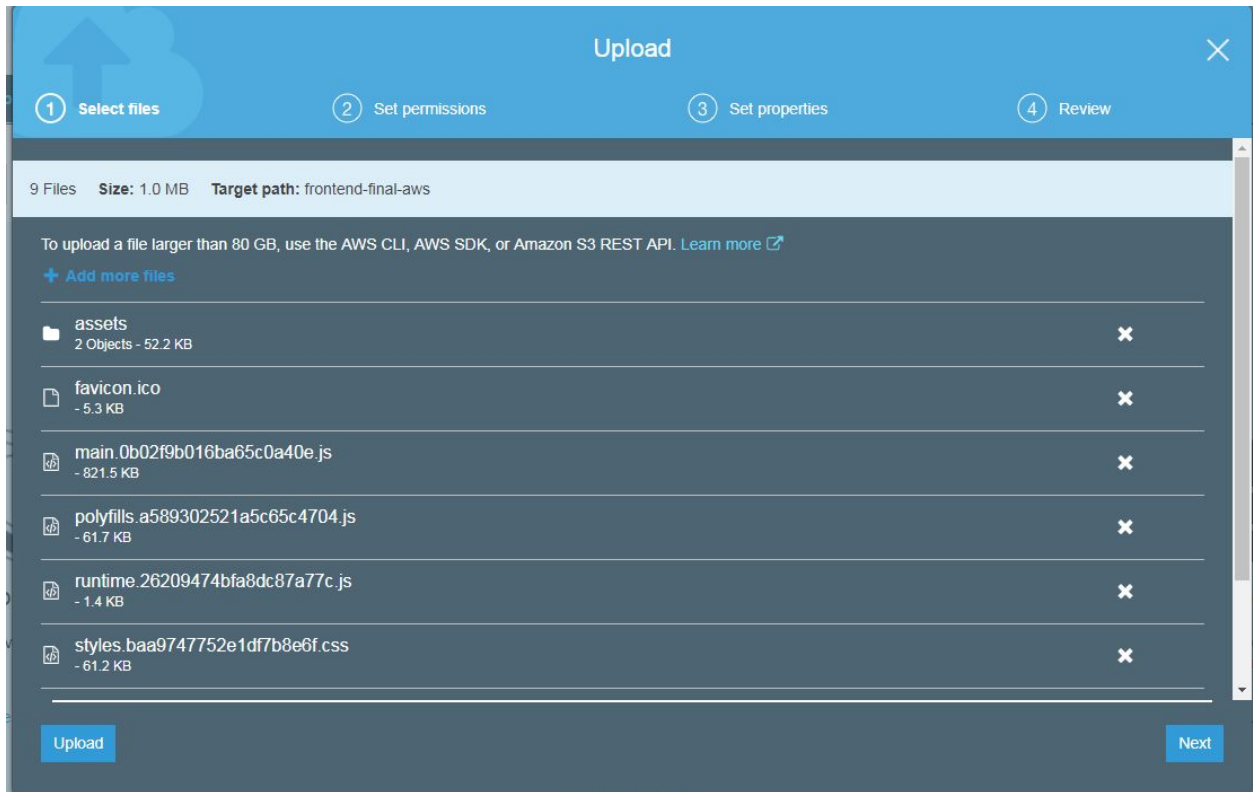 Upload
1 Select files 2 Set permissions 3 Set properties 4 Review
9 Files Size: 1.0 MB Target path: frontend-final-aws
To upload a file larger than 80 GB, use the AWS CLI, AWS SDK, or Amazon S3 REST API. Learn more
Add more files
assets
2 Objects - 52.2 KB
favicon.ico
- 5.3 KB
main.0b02f9b016ba65c0a40e.js
- 821.5 KB
polyfills.a589302521a5c65c4704.js
- 61.7 KB
runtime.26209474bfa8dc87a77c.js
- 1.4 KB
styles.baa9747752e1df7b8e6f.css
- 61.2 KB
Upload Next